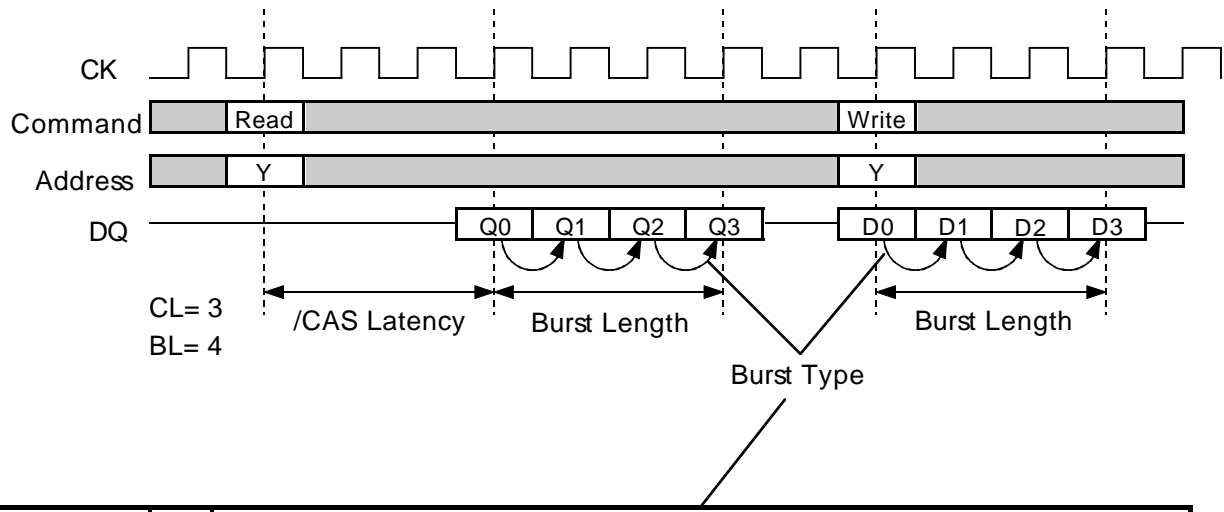 CK
Command Read Write
Address Y Y
DQ Q0 Q1 Q2 Q3 D0 D1 D2 D3
CL= 3 /CAS Latency Burst Length Burst Length
BL= 4
Burst Type